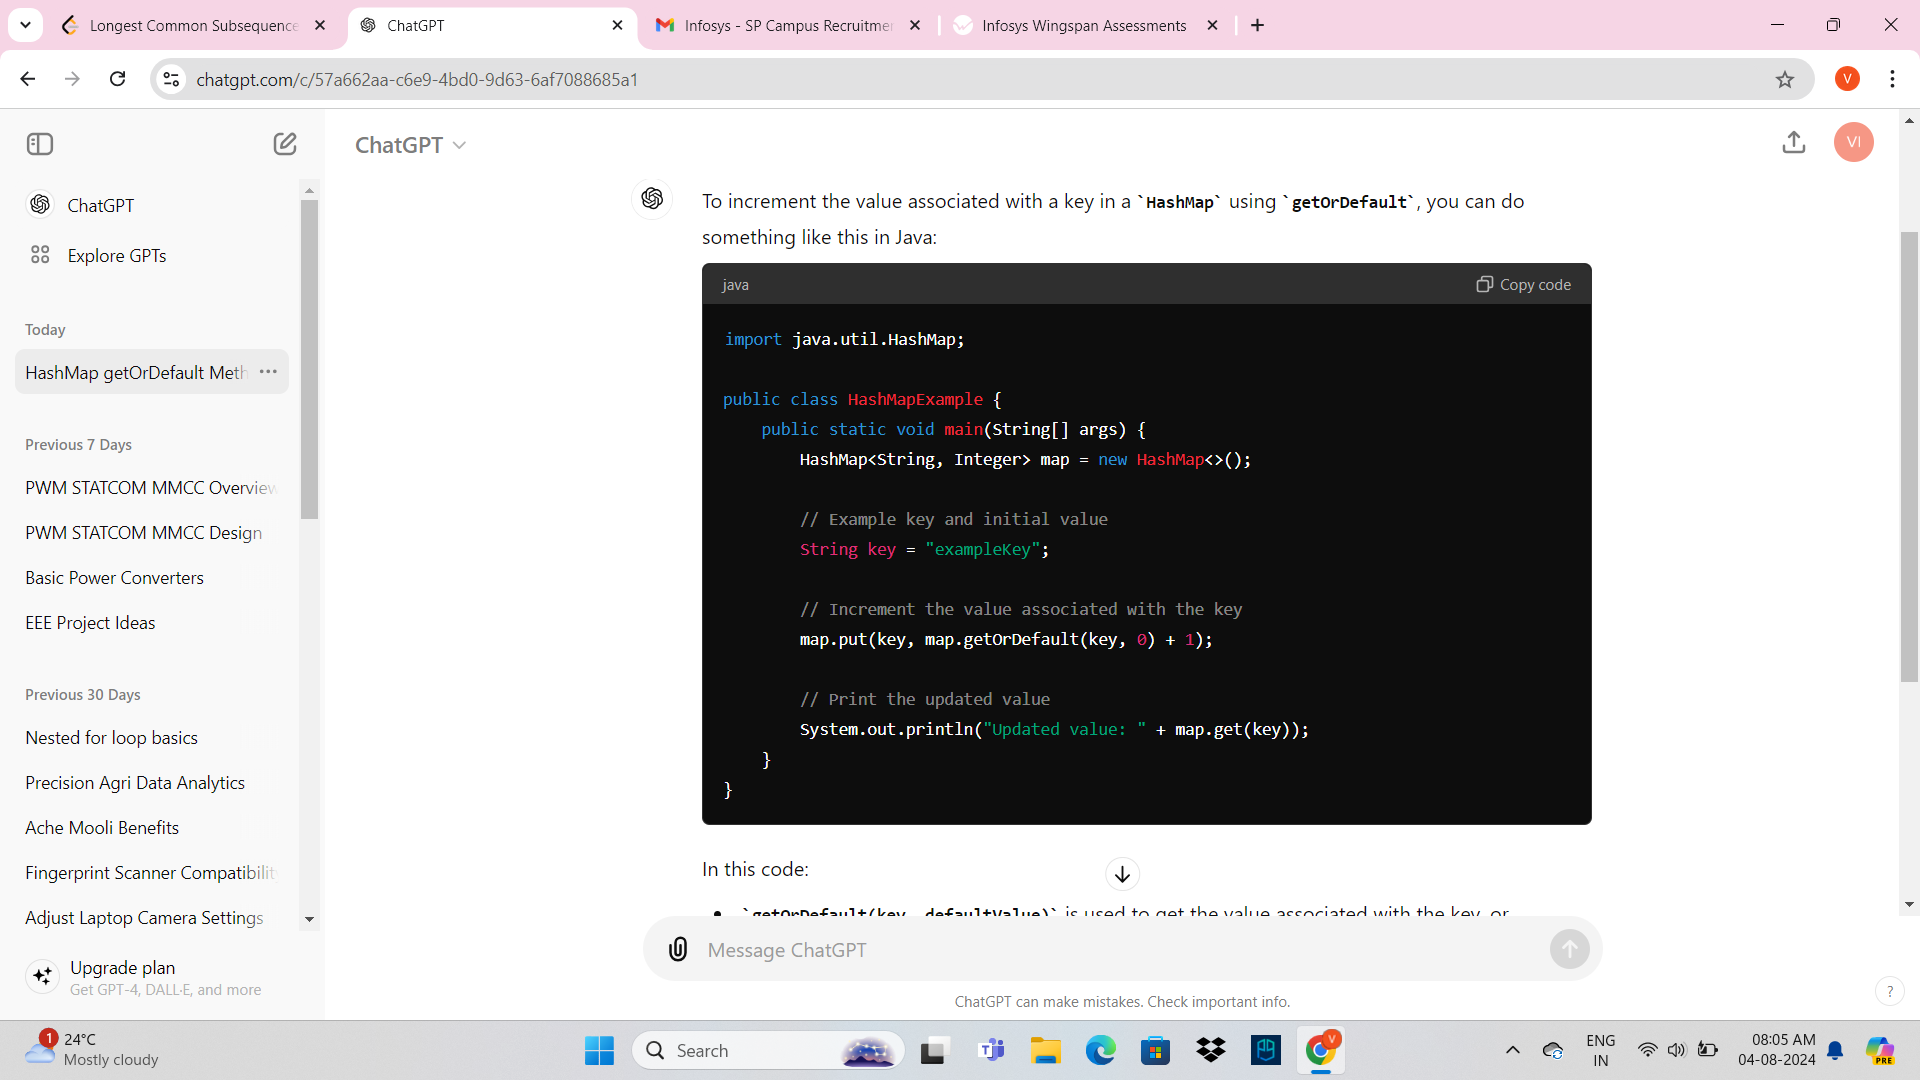 Longest Common Subsequence
ChatGPT
Infosys - SP Campus Recruitmen
Infosys Wingspan Assessments
chatgpt.com/c/57a662aa-c6e9-4bd0-9d63-6af7088685a1
V
ChatGPT
Explore GPTs
Today
HashMap getOrDefault Meth
Previous 7 Days
PWM STATCOM MMCC Overview
PWM STATCOM MMCC Design
Basic Power Converters
EEE Project Ideas
Previous 30 Days
Nested for loop basics
Precision Agri Data Analytics
Ache Mooli Benefits
Fingerprint Scanner Compatibilit
Adjust Laptop Camera Settings
Upgrade plan
Get GPT-4, DALL·E, and more
ChatGPT
VI
To increment the value associated with a key in a `HashMap` using `getOrDefault`, you can do
something like this in Java:
java
Copy code
import java.util.HashMap;
public class HashMapExample {
    public static void main(String[] args) {
        HashMap<String, Integer> map = new HashMap<>();
        // Example key and initial value
        String key = "exampleKey";
        // Increment the value associated with the key
        map.put(key, map.getOrDefault(key, 0) + 1);
        // Print the updated value
        System.out.println("Updated value: " + map.get(key));
    }
}
In this code:
• `getOrDefault(key, defaultValue)` is used to get the value associated with the key, or
Message ChatGPT
ChatGPT can make mistakes. Check important info.
?
1
24°C
Mostly cloudy
Search
V
ENG
IN
08:05 AM
04-08-2024
PRE